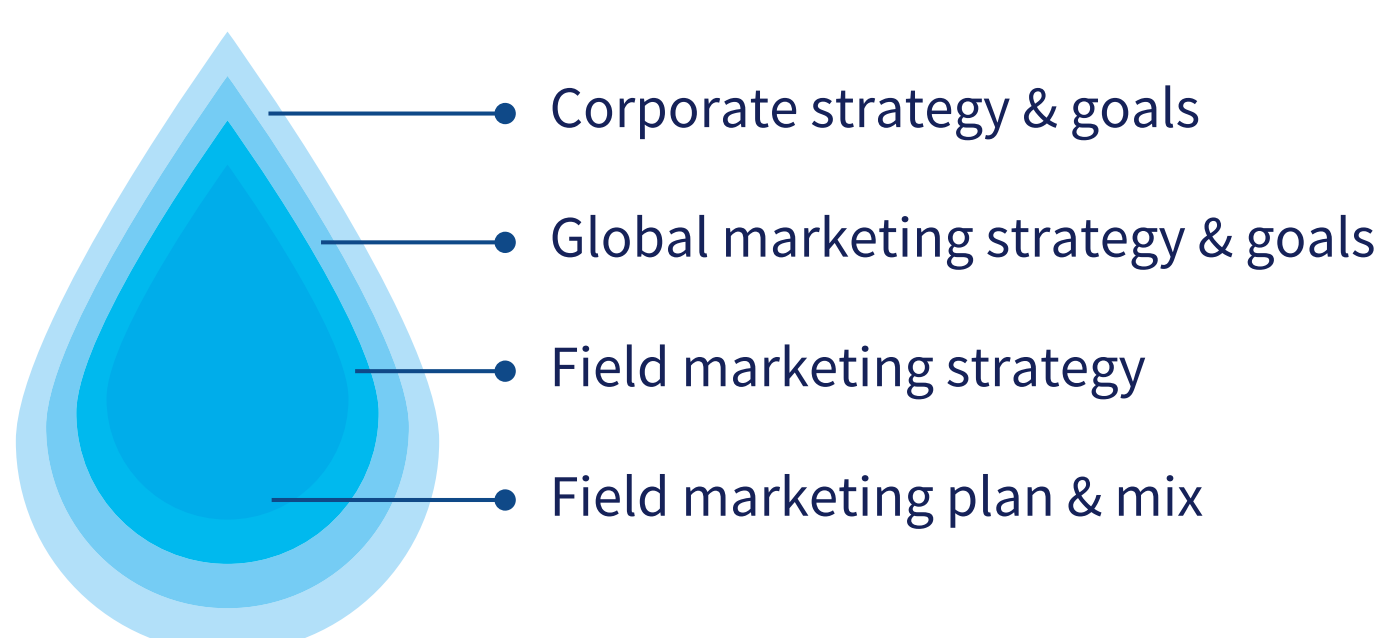 Corporate strategy & goals
Global marketing strategy & goals
Field marketing strategy
Field marketing plan & mix